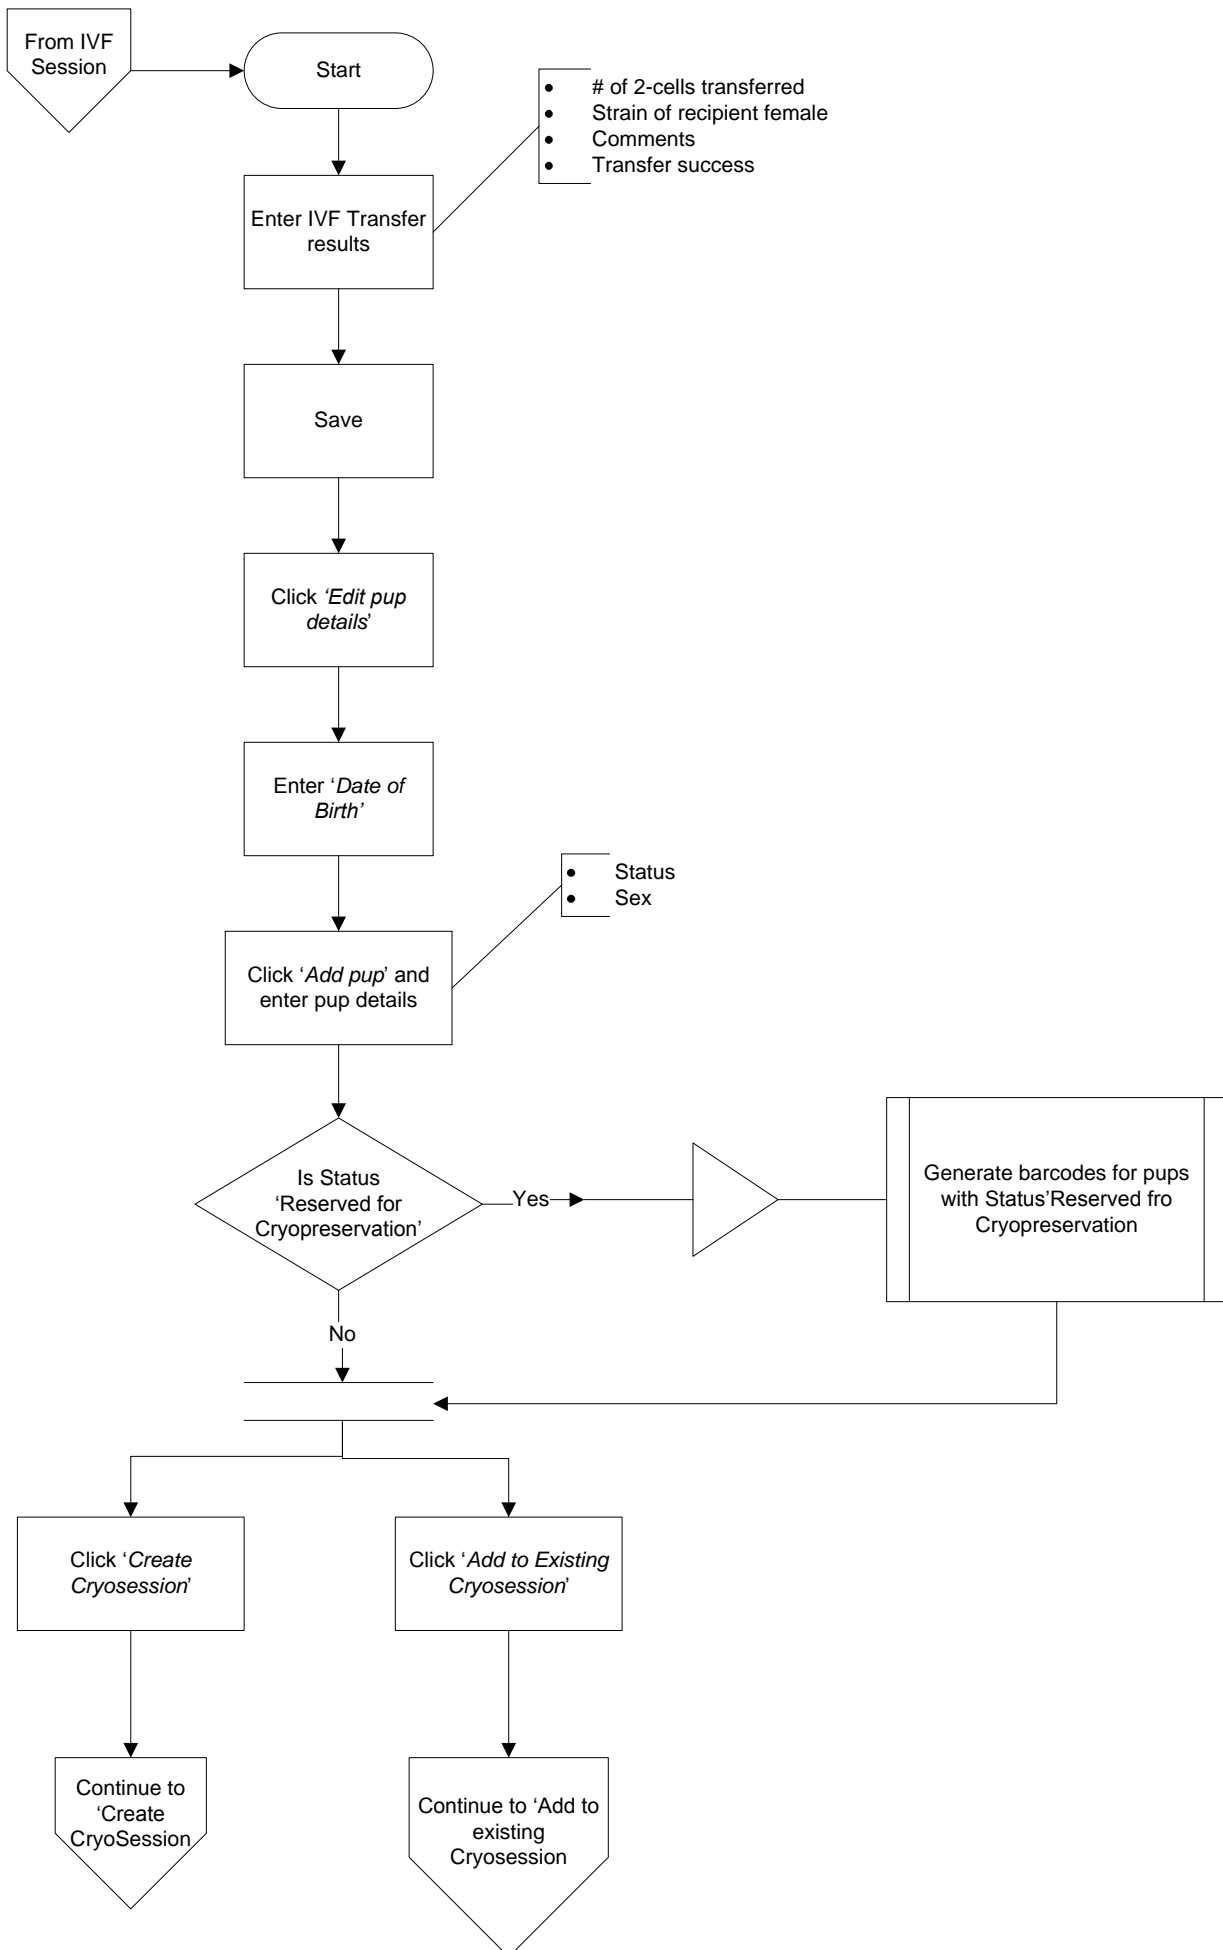 From IVF
Session
Start
• # of 2-cells transferred
• Strain of recipient female
• Comments
• Transfer success
Enter IVF Transfer
results
Save
Click ‘Edit pup
details’
Enter ‘Date of
Birth’
• Status
• Sex
Click ‘Add pup’ and
enter pup details
Is Status
‘Reserved for
Cryopreservation’
Yes
Generate barcodes for pups
with Status’Reserved fro
Cryopreservation
No
Click ‘Create
Cryosession’
Click ‘Add to Existing
Cryosession’
Continue to
‘Create
CryoSession
Continue to ‘Add to
existing
Cryosession